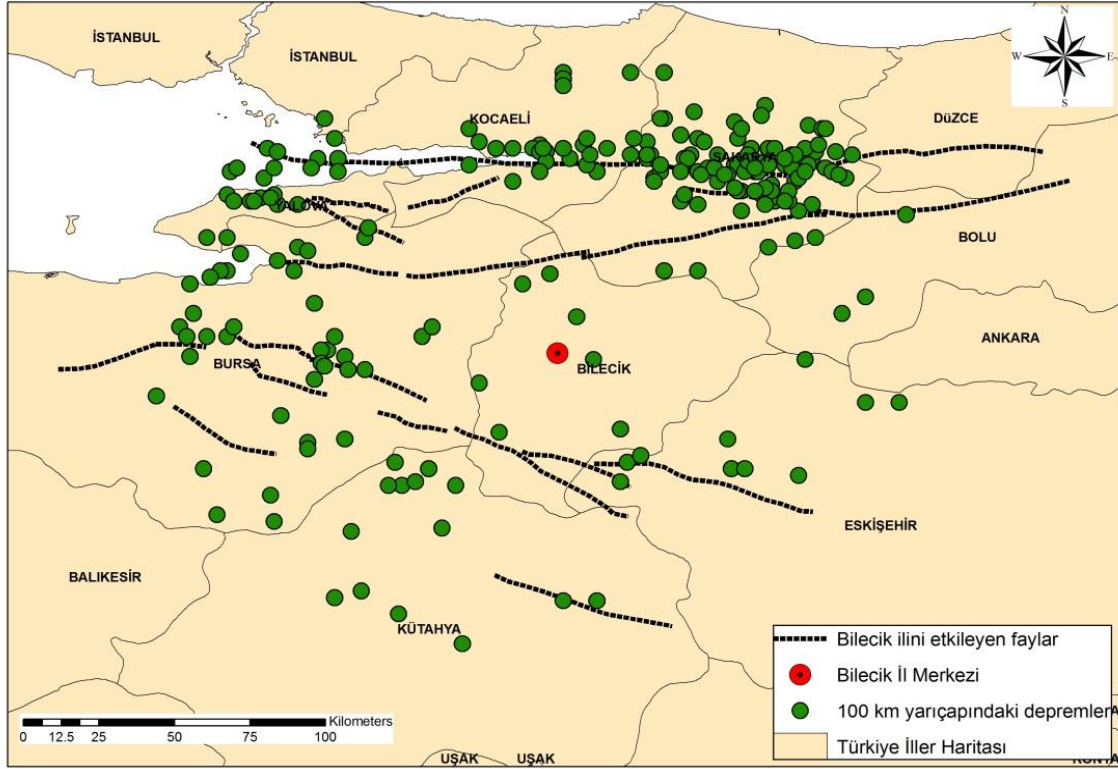 İSTANBUL
İSTANBUL
N
W
E
S
KOCAELİ
DüZCE
SAKARYA
YALOVA
BOLU
ANKARA
BURSA
BİLECİK
ESKİŞEHİR
BALIKESİR
KÜTAHYA
Bilecik ilini etkileyen faylar
Bilecik İl Merkezi
100 km yarıçapındaki depremler
Türkiye İller Haritası
Kilometers
0 12.5 25 50 75 100
UŞAK
UŞAK